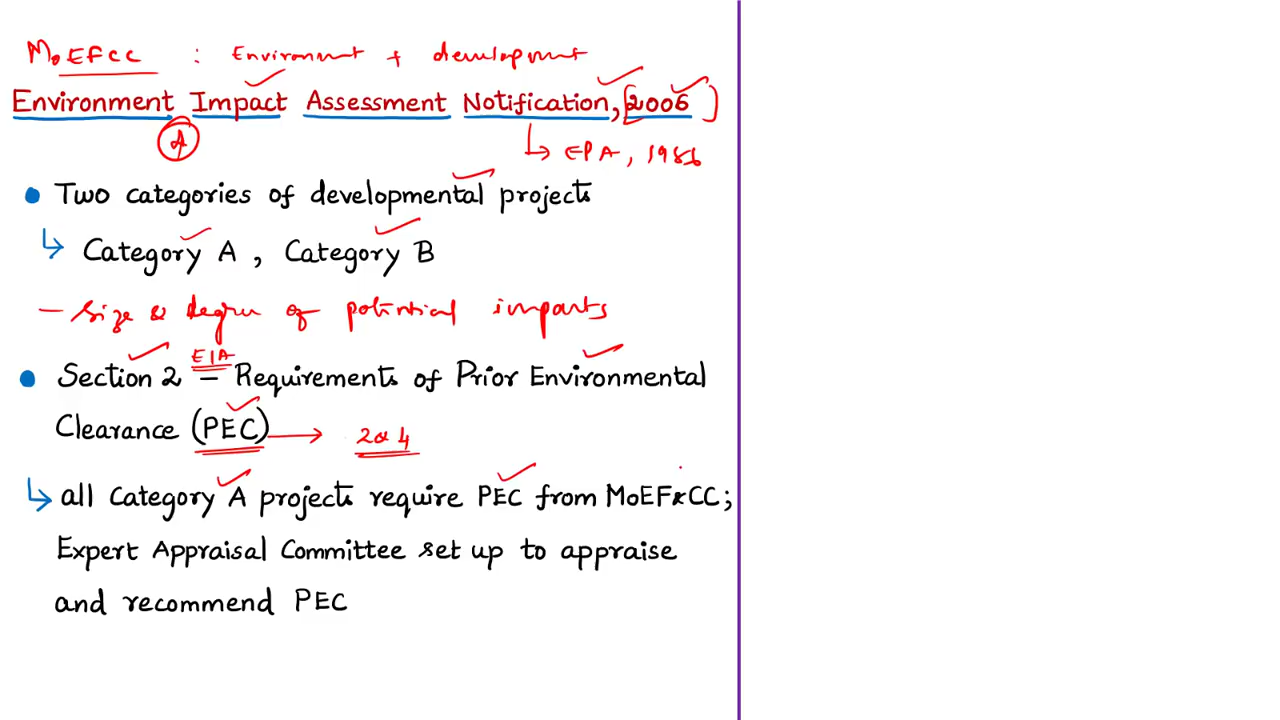 MoEFCC : Environment + development
Environment Impact Assessment Notification, [2006]
A
↳ EPA, 1986
• Two categories of developmental projects
↳ Category A, Category B
- Size & degree of potential impacts
EIA
• Section 2 - Requirements of Prior Environmental
Clearance (PEC) → 2 & 4
↳ all Category A projects require PEC from MoEF&CC;
Expert Appraisal Committee set up to appraise
and recommend PEC